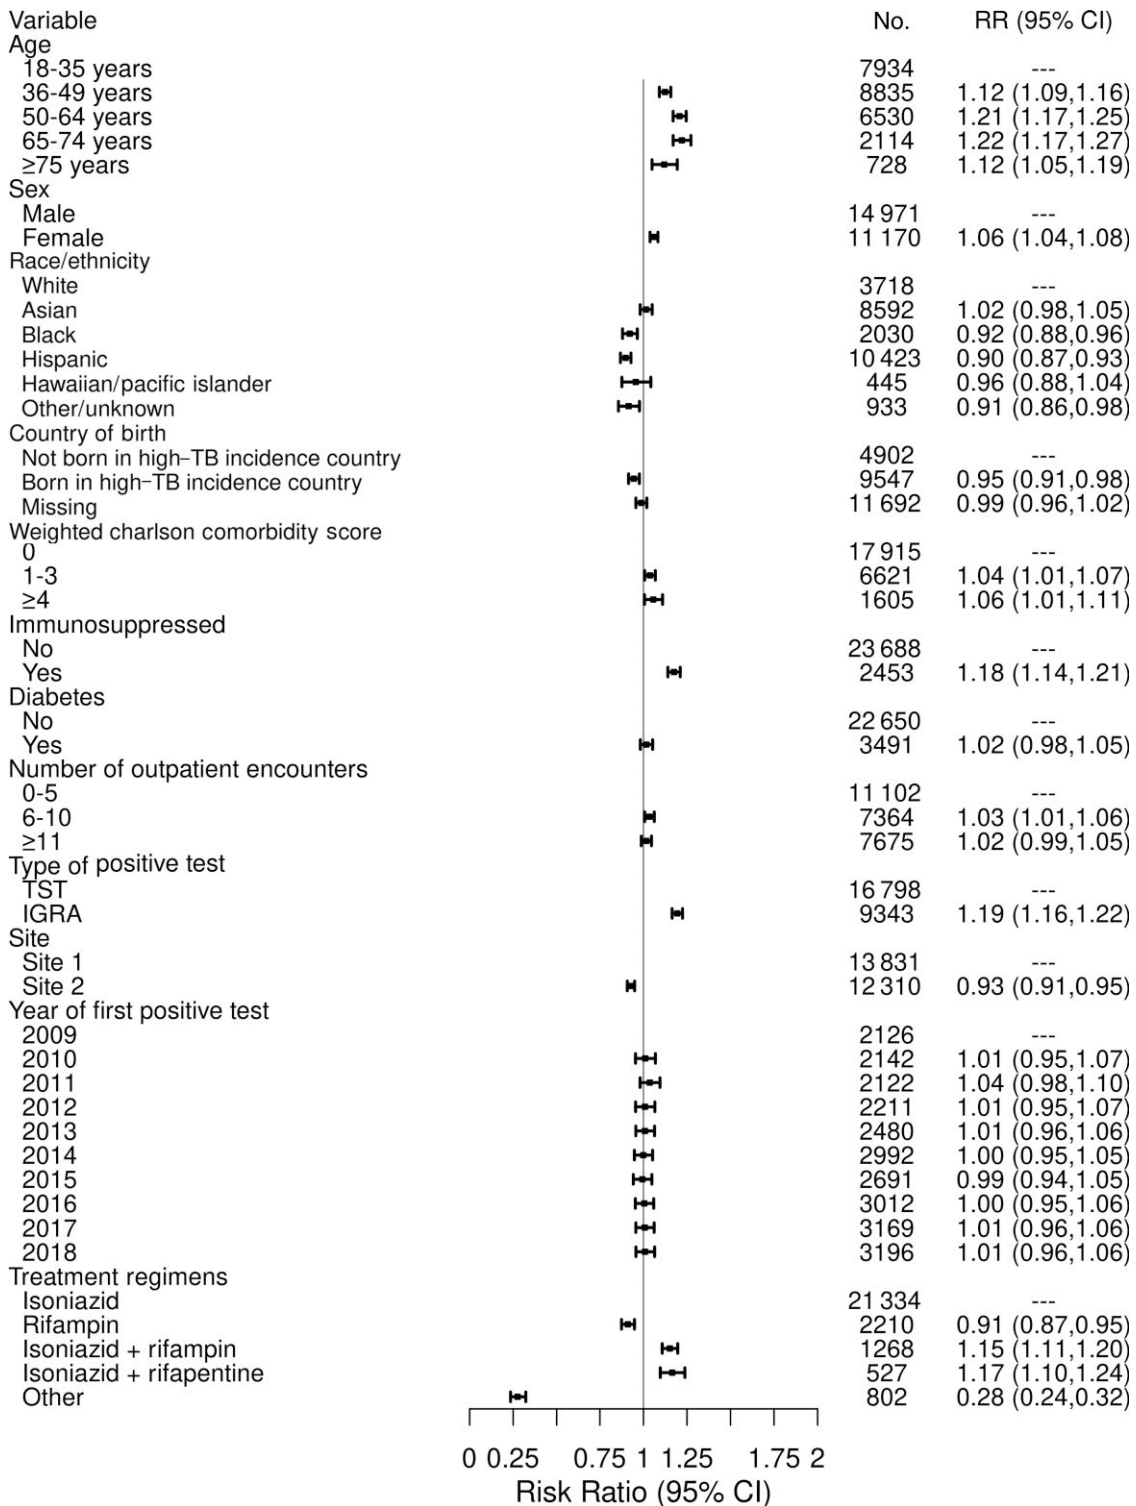 Variable No. RR (95% CI)
Age
18-35 years 7934 ---
36-49 years 8835 1.12 (1.09,1.16)
50-64 years 6530 1.21 (1.17,1.25)
65-74 years 2114 1.22 (1.17,1.27)
≥75 years 728 1.12 (1.05,1.19)
Sex
Male 14 971 ---
Female 11 170 1.06 (1.04,1.08)
Race/ethnicity
White 3718 ---
Asian 8592 1.02 (0.98,1.05)
Black 2030 0.92 (0.88,0.96)
Hispanic 10 423 0.90 (0.87,0.93)
Hawaiian/pacific islander 445 0.96 (0.88,1.04)
Other/unknown 933 0.91 (0.86,0.98)
Country of birth
Not born in high−TB incidence country 4902 ---
Born in high−TB incidence country 9547 0.95 (0.91,0.98)
Missing 11 692 0.99 (0.96,1.02)
Weighted charlson comorbidity score
0 17 915 ---
1-3 6621 1.04 (1.01,1.07)
≥4 1605 1.06 (1.01,1.11)
Immunosuppressed
No 23 688 ---
Yes 2453 1.18 (1.14,1.21)
Diabetes
No 22 650 ---
Yes 3491 1.02 (0.98,1.05)
Number of outpatient encounters
0-5 11 102 ---
6-10 7364 1.03 (1.01,1.06)
≥11 7675 1.02 (0.99,1.05)
Type of positive test
TST 16 798 ---
IGRA 9343 1.19 (1.16,1.22)
Site
Site 1 13 831 ---
Site 2 12 310 0.93 (0.91,0.95)
Year of first positive test
2009 2126 ---
2010 2142 1.01 (0.95,1.07)
2011 2122 1.04 (0.98,1.10)
2012 2211 1.01 (0.95,1.07)
2013 2480 1.01 (0.96,1.06)
2014 2992 1.00 (0.95,1.05)
2015 2691 0.99 (0.94,1.05)
2016 3012 1.00 (0.95,1.06)
2017 3169 1.01 (0.96,1.06)
2018 3196 1.01 (0.96,1.06)
Treatment regimens
Isoniazid 21 334 ---
Rifampin 2210 0.91 (0.87,0.95)
Isoniazid + rifampin 1268 1.15 (1.11,1.20)
Isoniazid + rifapentine 527 1.17 (1.10,1.24)
Other 802 0.28 (0.24,0.32)
0 0.25 0.75 1 1.25 1.75 2
Risk Ratio (95% CI)